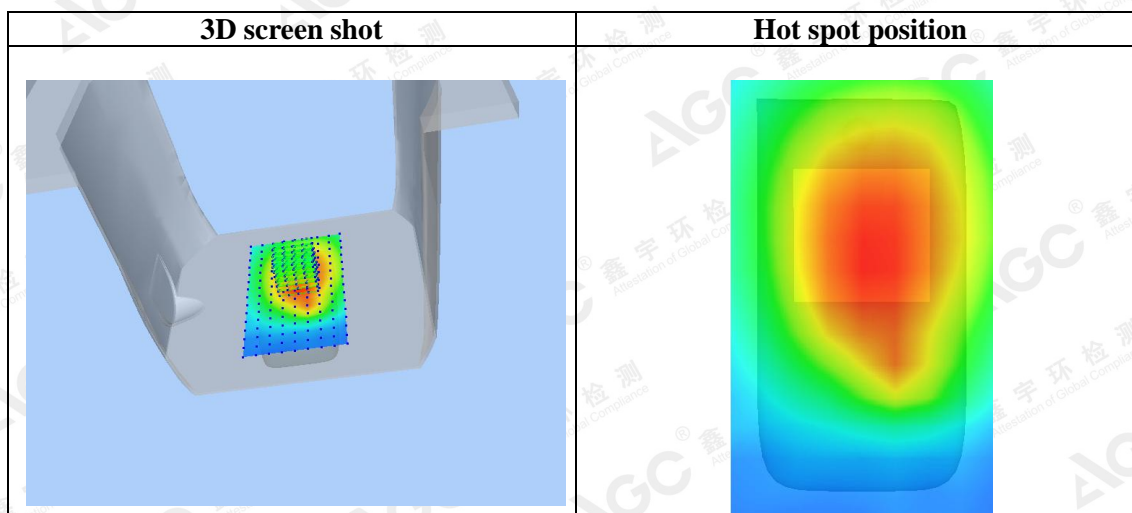 3D screen shot
Hot spot position
AGC® 鑫宇环检测
Attestation of Global Compliance